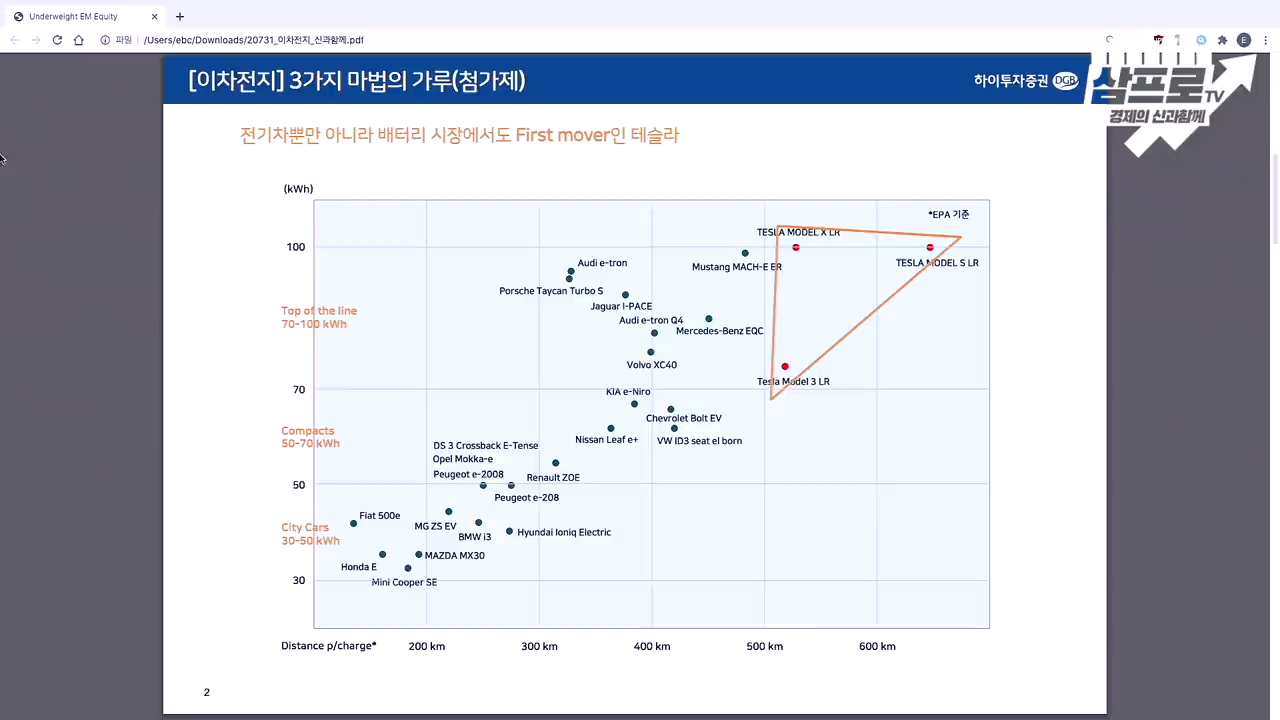 Underweight EM Equity
파일
/Users/ebc/Downloads/20731_이차전지_신과함께.pdf
E
[이차전지] 3가지 마법의 가루(첨가제)
하이투자증권 DGB
삼프로TV
경제의 신과함께
전기차뿐만 아니라 배터리 시장에서도 First mover인 테슬라
(kWh)
*EPA 기준
TESLA MODEL X LR
100
TESLA MODEL S LR
Audi e-tron
Mustang MACH-E ER
Porsche Taycan Turbo S
Jaguar I-PACE
Top of the line
70-100 kWh
Audi e-tron Q4
Mercedes-Benz EQC
Volvo XC40
Tesla Model 3 LR
70
KIA e-Niro
Chevrolet Bolt EV
Compacts
50-70 kWh
Nissan Leaf e+
VW ID3 seat el born
DS 3 Crossback E-Tense
Opel Mokka-e
Peugeot e-2008
Renault ZOE
50
Peugeot e-208
Fiat 500e
MG ZS EV
City Cars
30-50 kWh
BMW i3
Hyundai Ioniq Electric
MAZDA MX30
Honda E
30
Mini Cooper SE
Distance p/charge*
200 km
300 km
400 km
500 km
600 km
2